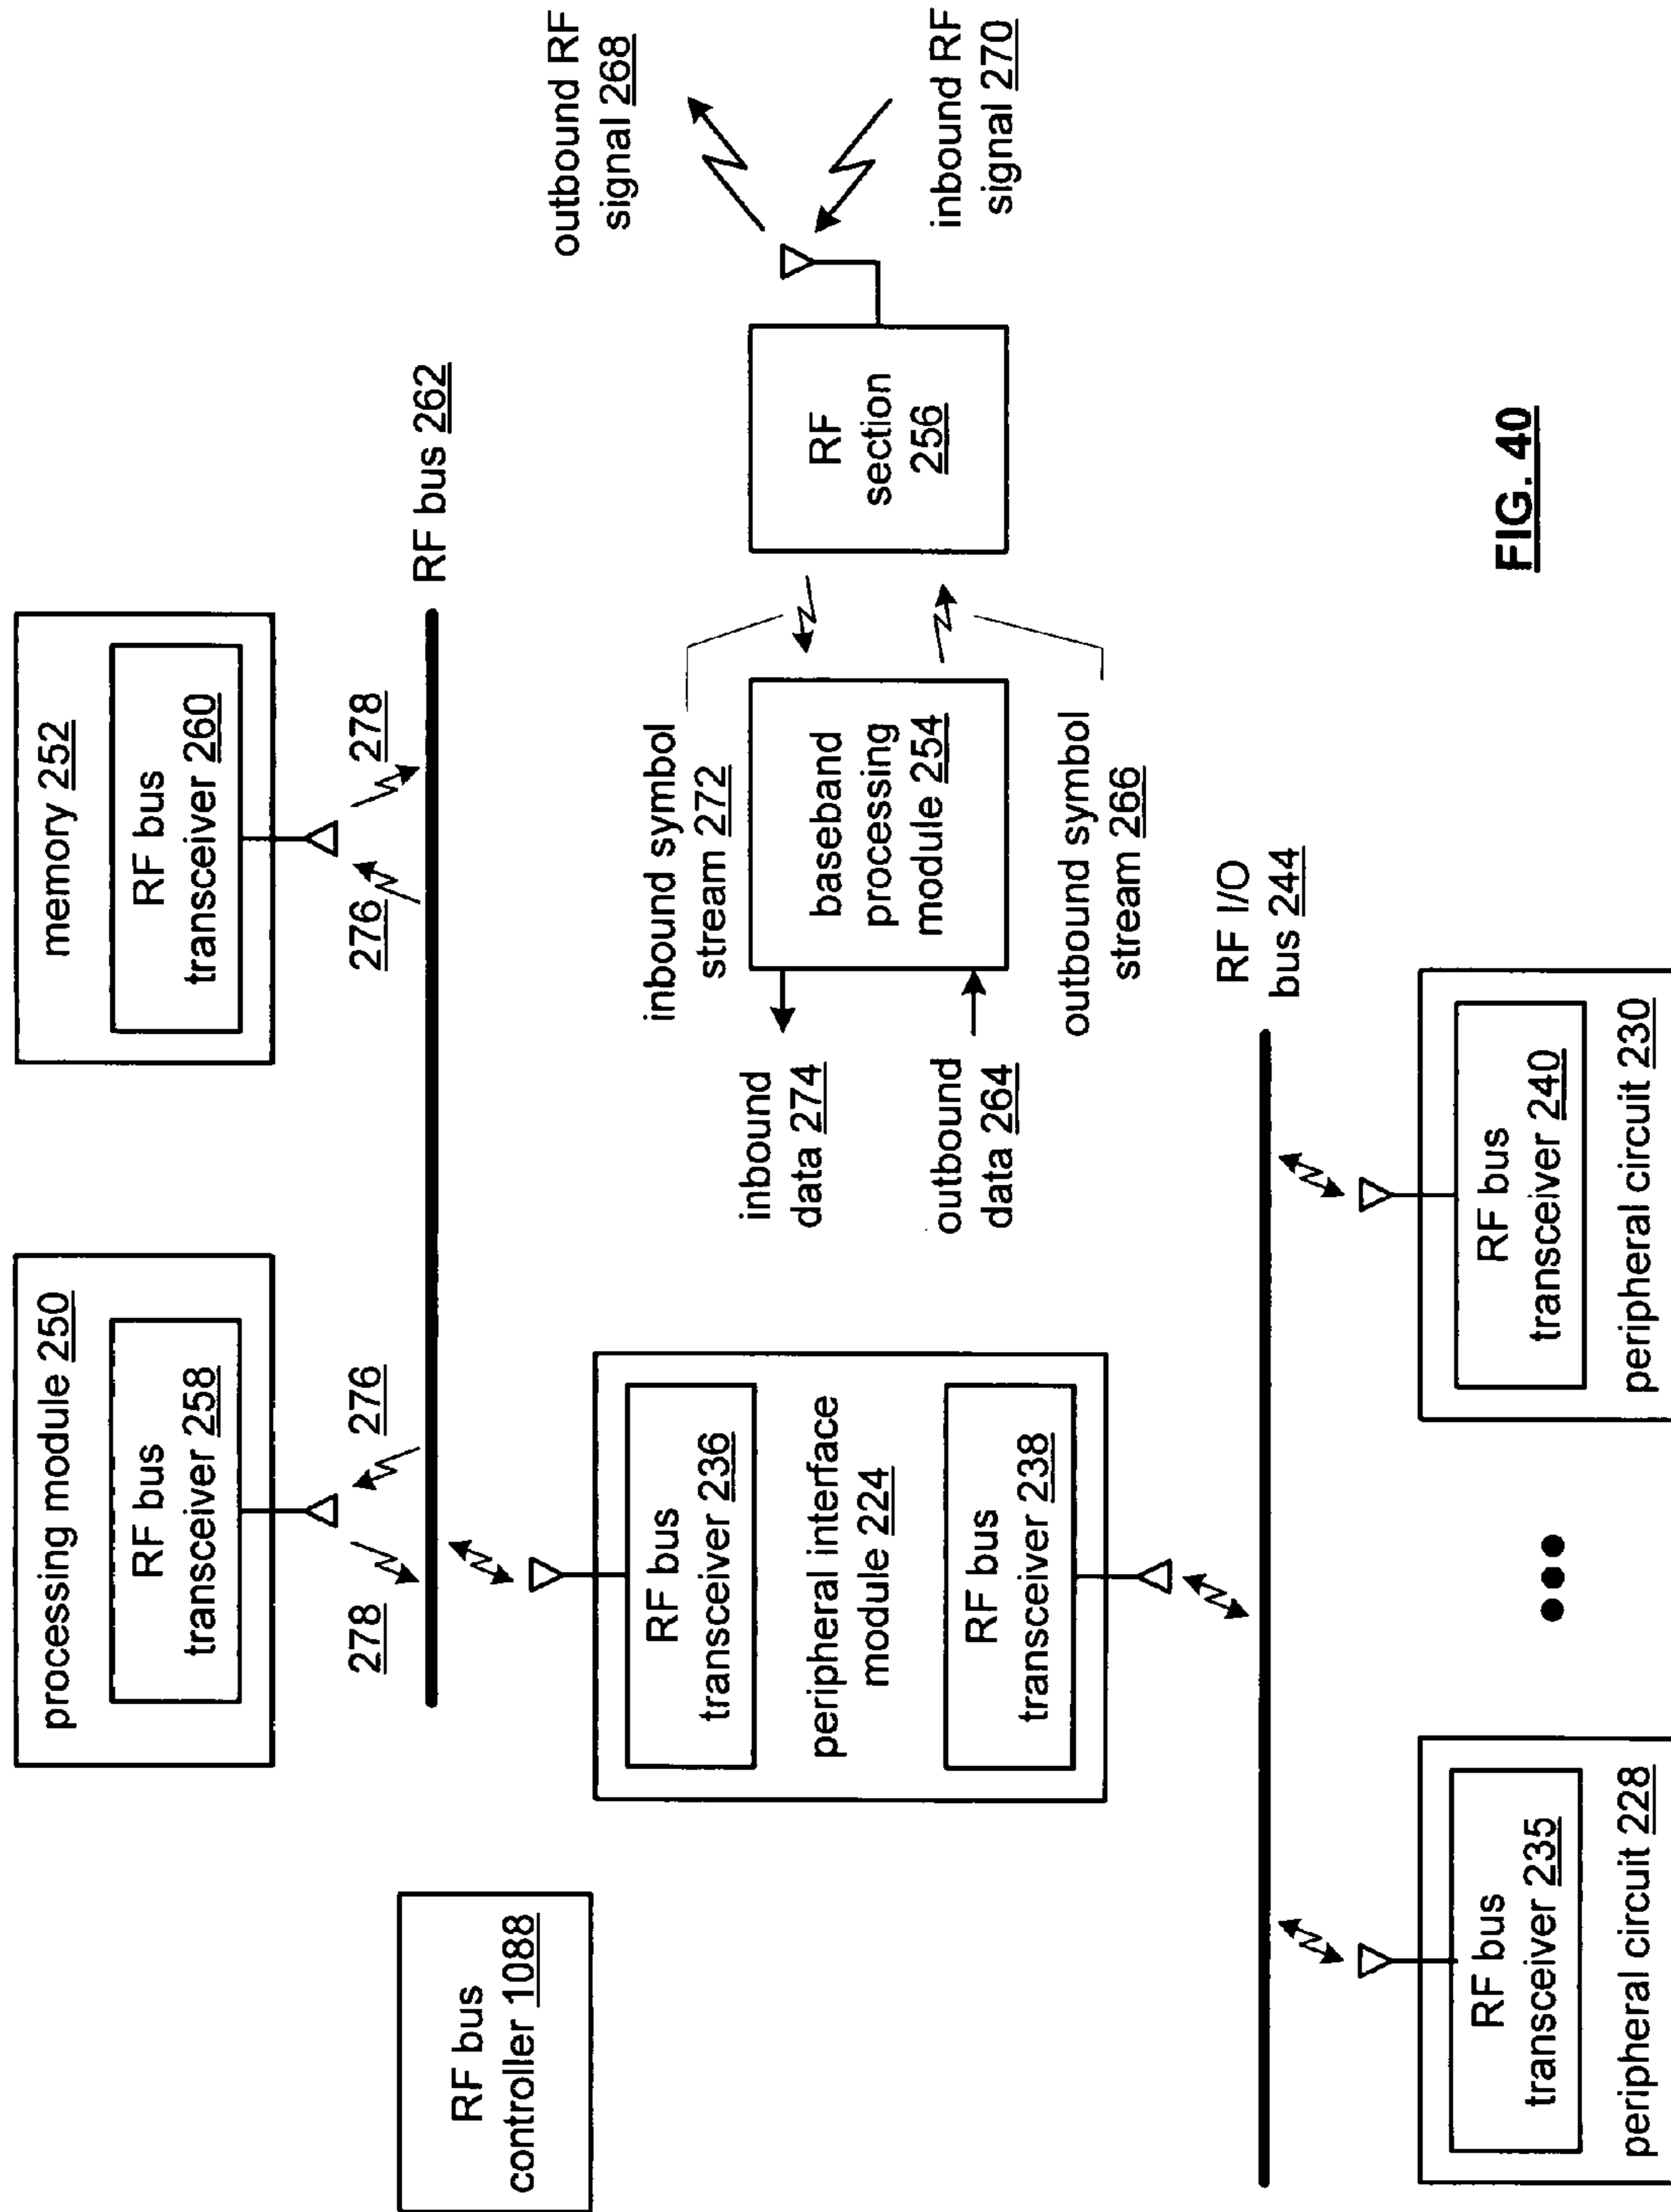 processing module 250
RF bus
transceiver 258
memory 252
RF bus
transceiver 260
278
276
276
278
RF bus 262
RF bus
controller 1088
outbound RF
signal 268
inbound RF
signal 270
RF bus
transceiver 236
peripheral interface
module 224
RF bus
transceiver 238
inbound symbol
stream 272
inbound
data 274
outbound
data 264
baseband
processing
module 254
RF
section
256
outbound symbol
stream 266
RF I/O
bus 244
RF bus
transceiver 235
peripheral circuit 228
RF bus
transceiver 240
peripheral circuit 230
FIG. 40